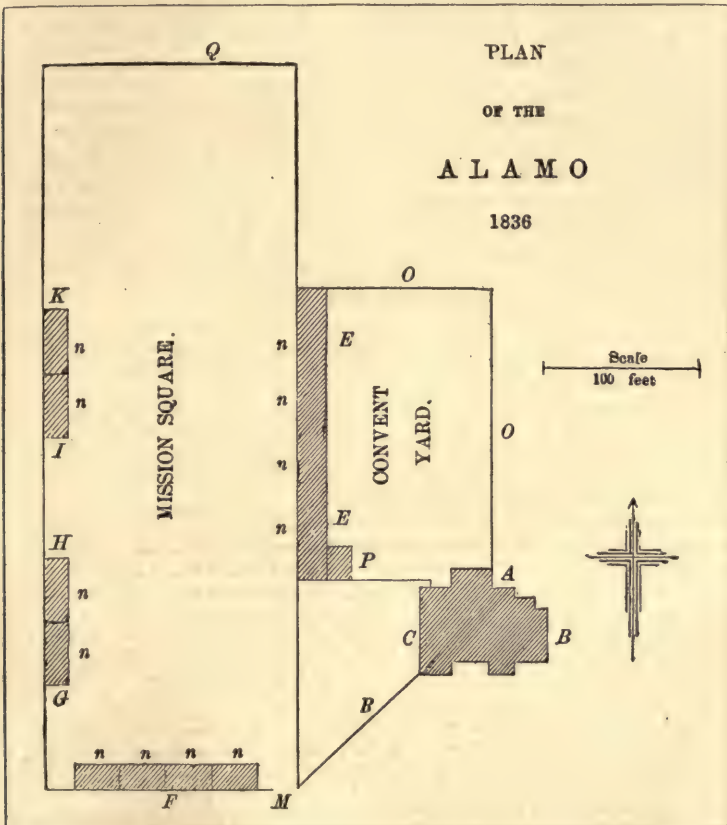 Q
PLAN
OF THE
ALAMO
1836
O
K
n
n
E
Scale
100 feet
n
n
I
MISSION SQUARE.
CONVENT
YARD.
O
n
n
E
H
P
A
n
C
B
n
G
B
n n n n
F
M